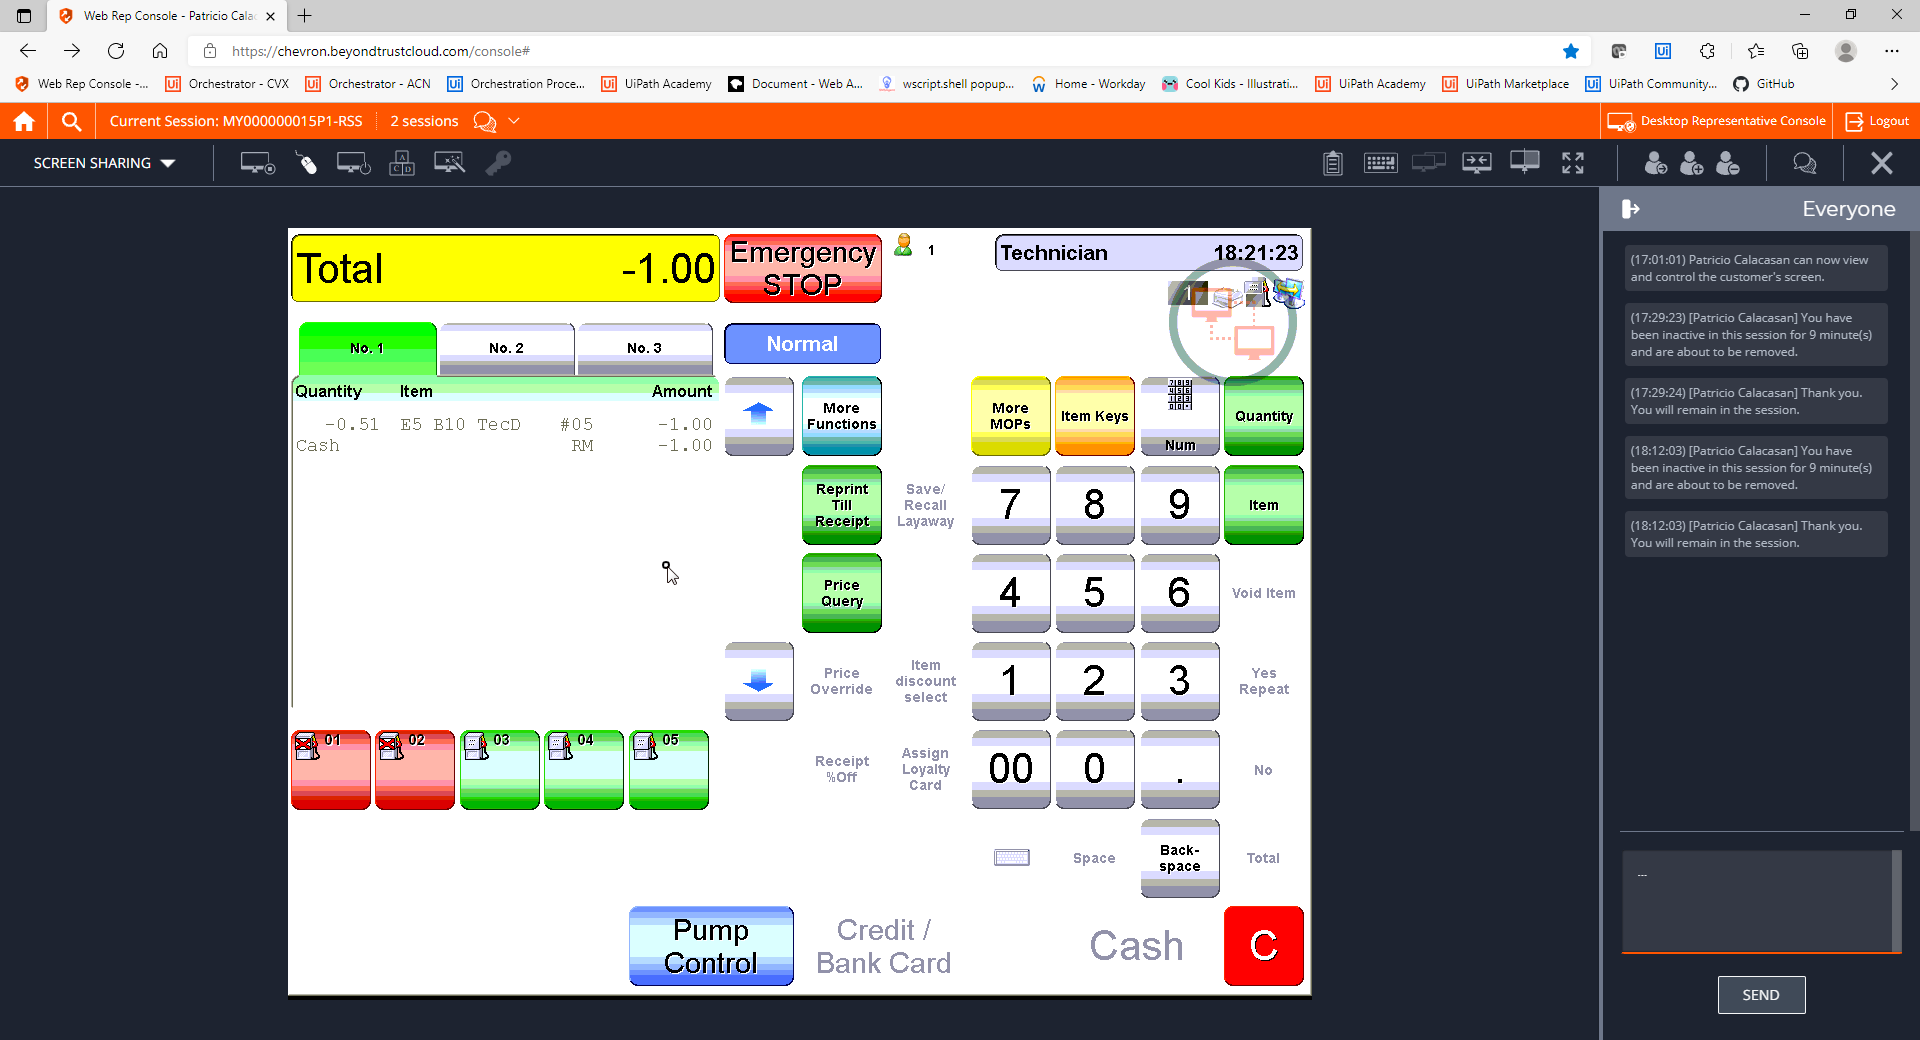 Web Rep Console - Patricio Cala
https://chevron.beyondtrustcloud.com/console#
Web Rep Console -...
Orchestrator - CVX
Orchestrator - ACN
Orchestration Proce...
UiPath Academy
Document - Web A...
wscript.shell popup...
Home - Workday
Cool Kids - Illustrati...
UiPath Academy
UiPath Marketplace
UiPath Community...
GitHub
Current Session: MY000000015P1-RSS
2 sessions
Desktop Representative Console
Logout
SCREEN SHARING
Everyone
Total -1.00
Emergency
STOP
1
Technician 18:21:23
1
No. 1
No. 2
No. 3
Normal
Quantity Item Amount
-0.51 E5 B10 TecD #05 -1.00
Cash RM -1.00
More
Functions
More
MOPs
Item Keys
Num
Quantity
Reprint
Till
Receipt
Save/
Recall
Layaway
7
8
9
Item
Price
Query
4
5
6
Void Item
Price
Override
Item
discount
select
1
2
3
Yes
Repeat
01
02
03
04
05
Receipt
%Off
Assign
Loyalty
Card
00
0
.
No
Space
Back-
space
Total
Pump
Control
Credit /
Bank Card
Cash
C
(17:01:01) Patricio Calacasan can now view
and control the customer's screen.
(17:29:23) [Patricio Calacasan] You have
been inactive in this session for 9 minute(s)
and are about to be removed.
(17:29:24) [Patricio Calacasan] Thank you.
You will remain in the session.
(18:12:03) [Patricio Calacasan] You have
been inactive in this session for 9 minute(s)
and are about to be removed.
(18:12:03) [Patricio Calacasan] Thank you.
You will remain in the session.
SEND